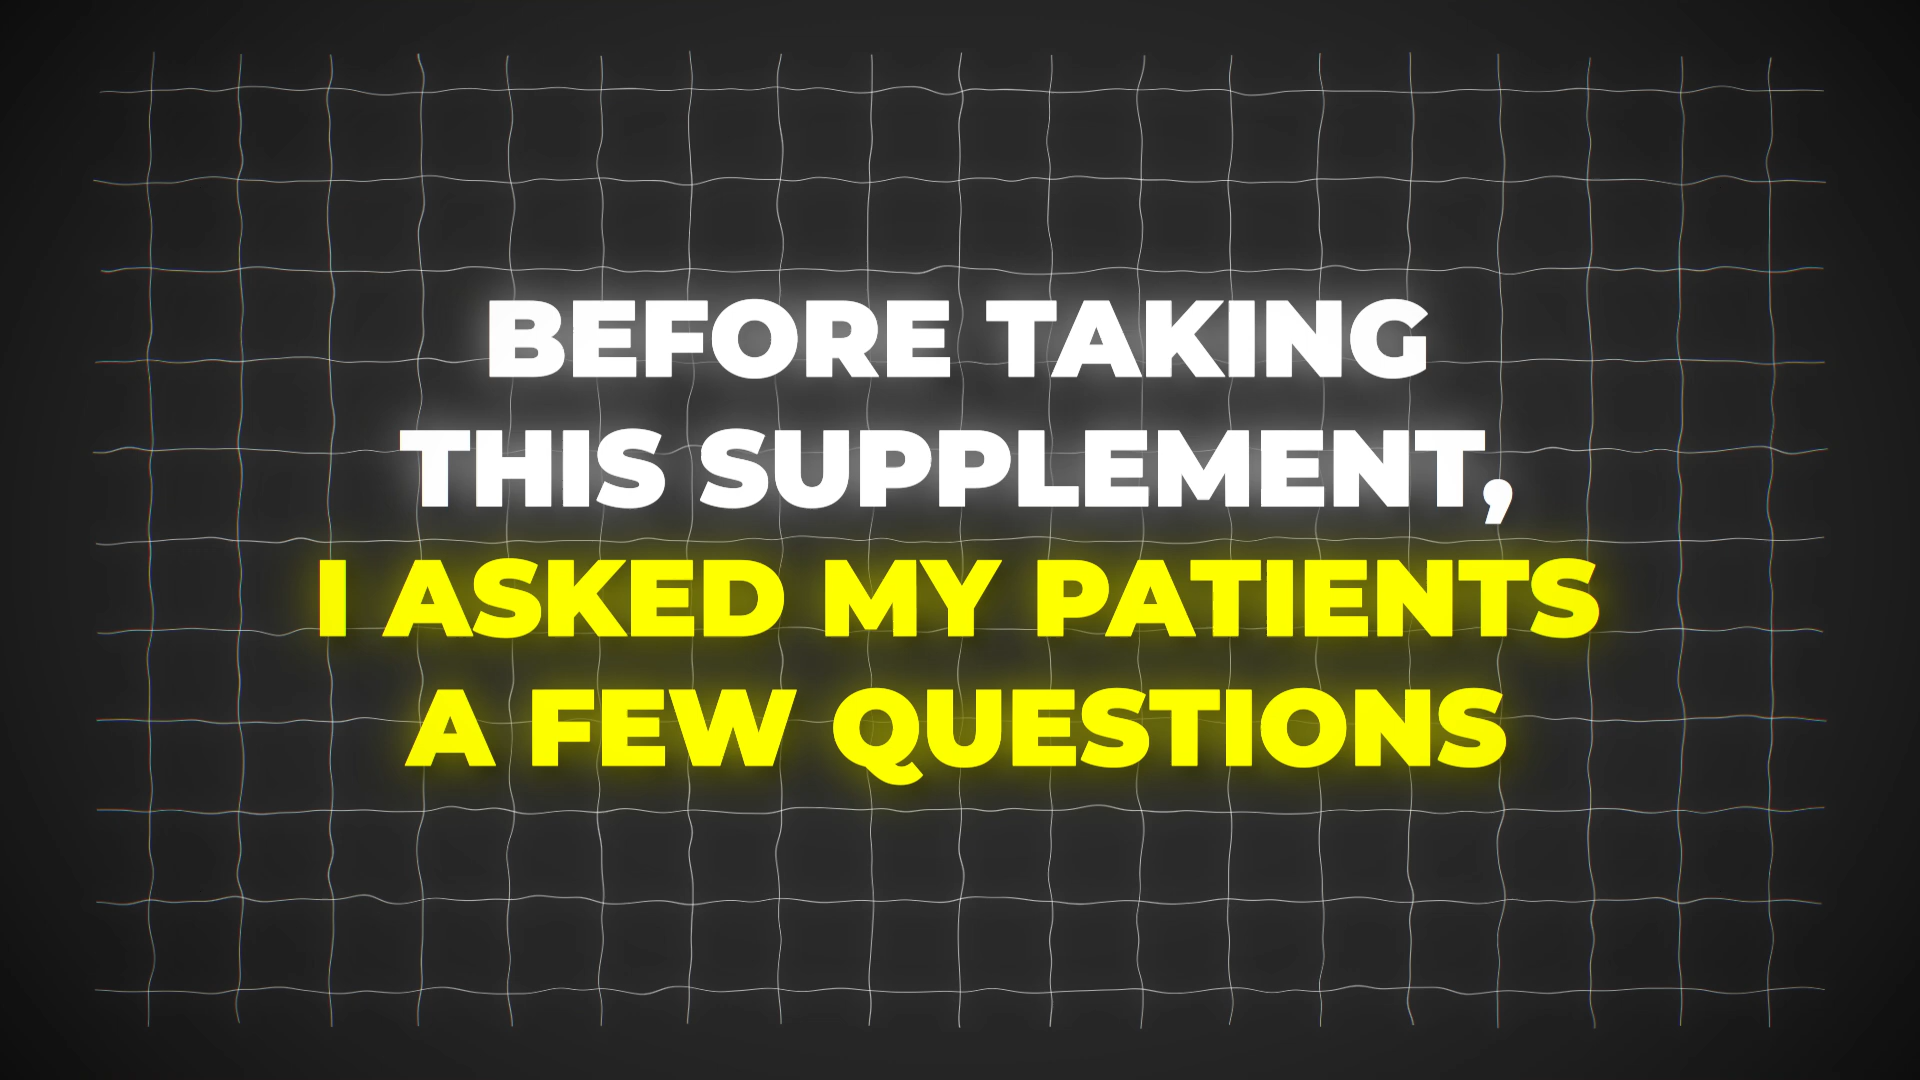 BEFORE TAKING
THIS SUPPLEMENT,
I ASKED MY PATIENTS
A FEW QUESTIONS